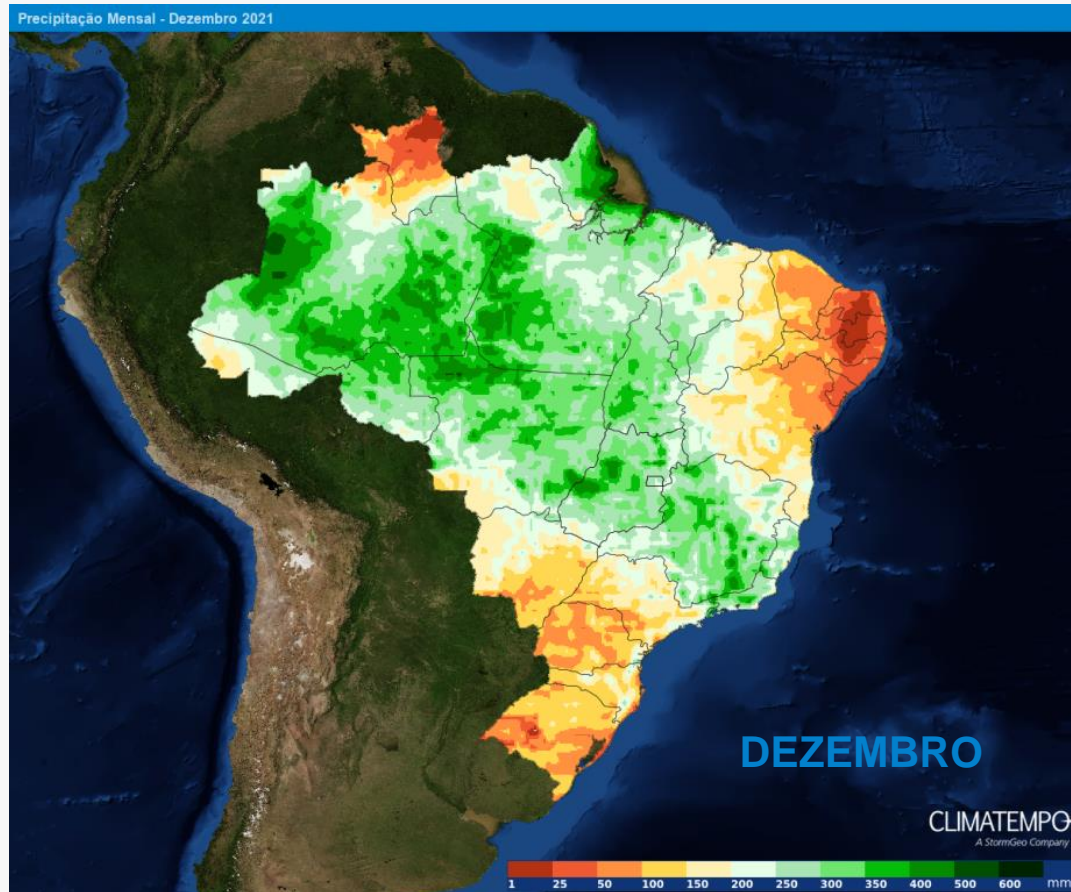 Precipitação Mensal - Dezembro 2021
DEZEMBRO
CLIMATEMPO
A StormGeo Company
1 25 50 100 150 200 250 300 350 400 500 600 mm